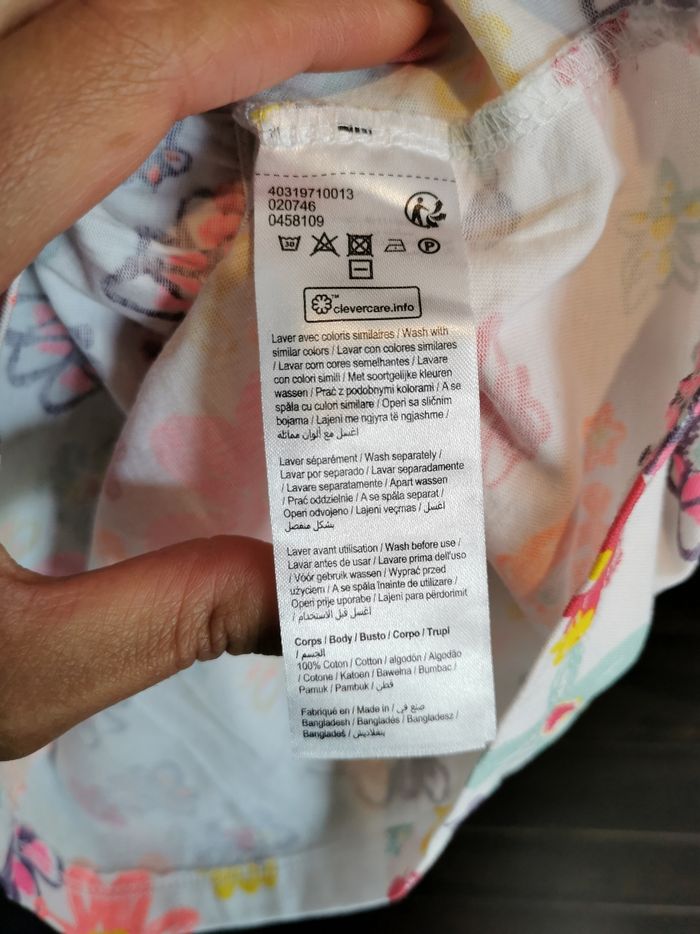 40319710013
020746
0458109
30
P
clevercare.info
Laver avec coloris similaires / Wash with
similar colors / Lavar con colores similares
/ Lavar com cores semelhantes / Lavare
con colori simili / Met soortgelijke kleuren
wassen / Prać z podobnymi kolorami / A se
spăla cu culori similare / Operi sa sličnim
bojama / Lajeni me ngjyra të ngjashme /
اغسل مع ألوان مماثلة
Laver séparément / Wash separately /
Lavar por separado / Lavar separadamente
/ Lavare separatamente / Apart wassen
/ Prać oddzielnie / A se spăla separat /
Operi odvojeno / Lajeni veçmas / اغسل
بشكل منفصل
Laver avant utilisation / Wash before use /
Lavar antes de usar / Lavare prima dell'uso
/ Vóór gebruik wassen / Wyprać przed
użyciem / A se spăla înainte de utilizare /
Operi prije uporabe / Lajeni para përdorimit
/ اغسل قبل الاستخدام
Corps / Body / Busto / Corpo / Trupi
/ الجسم
100% Coton / Cotton / algodón / Algodão
/ Cotone / Katoen / Bawełna / Bumbac /
Pamuk / Pambuk / قطن
Fabriqué en / Made in / صنع في
Bangladesh / Bangladés / Bangladesz /
Bangladeš / بنغلاديش